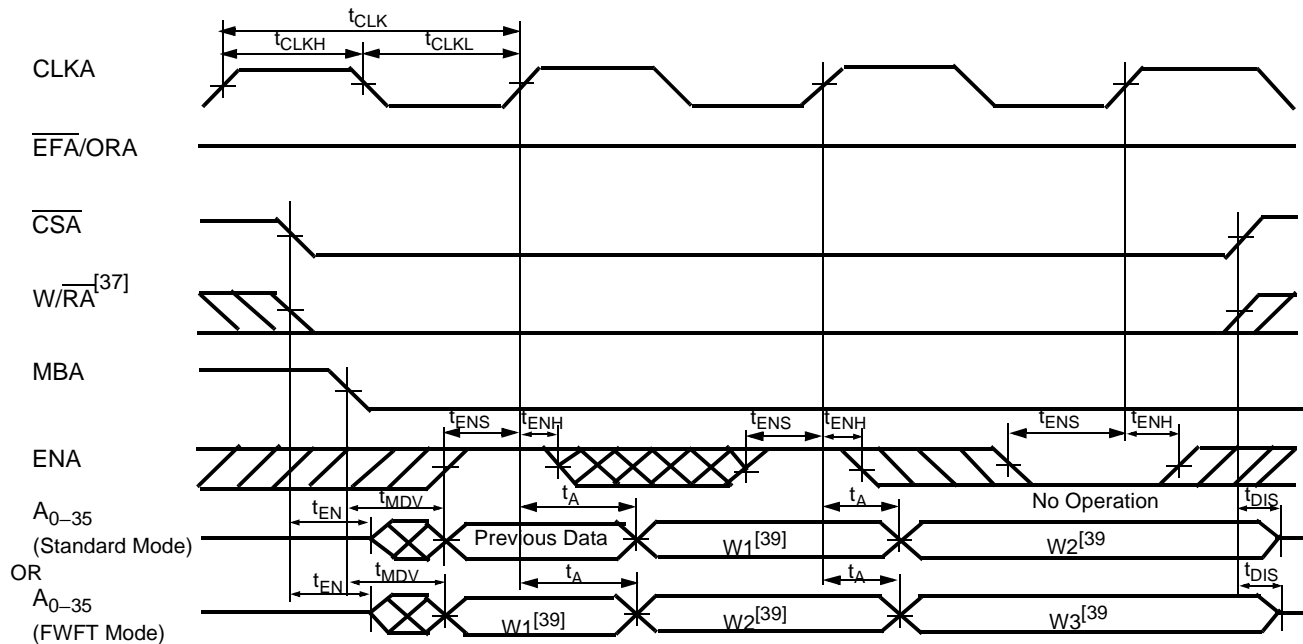 tCLK
tCLKH tCLKL
CLKA
EFA/ORA
CSA
W/RA[37]
MBA
tENS tENH tENS tENH tENS tENH
ENA
No Operation
tEN tMDV tA tA tDIS
A0–35
(Standard Mode)
Previous Data W1[39] W2[39
OR
tEN tMDV tA tA tDIS
A0–35
(FWFT Mode)
W1[39] W2[39] W3[39